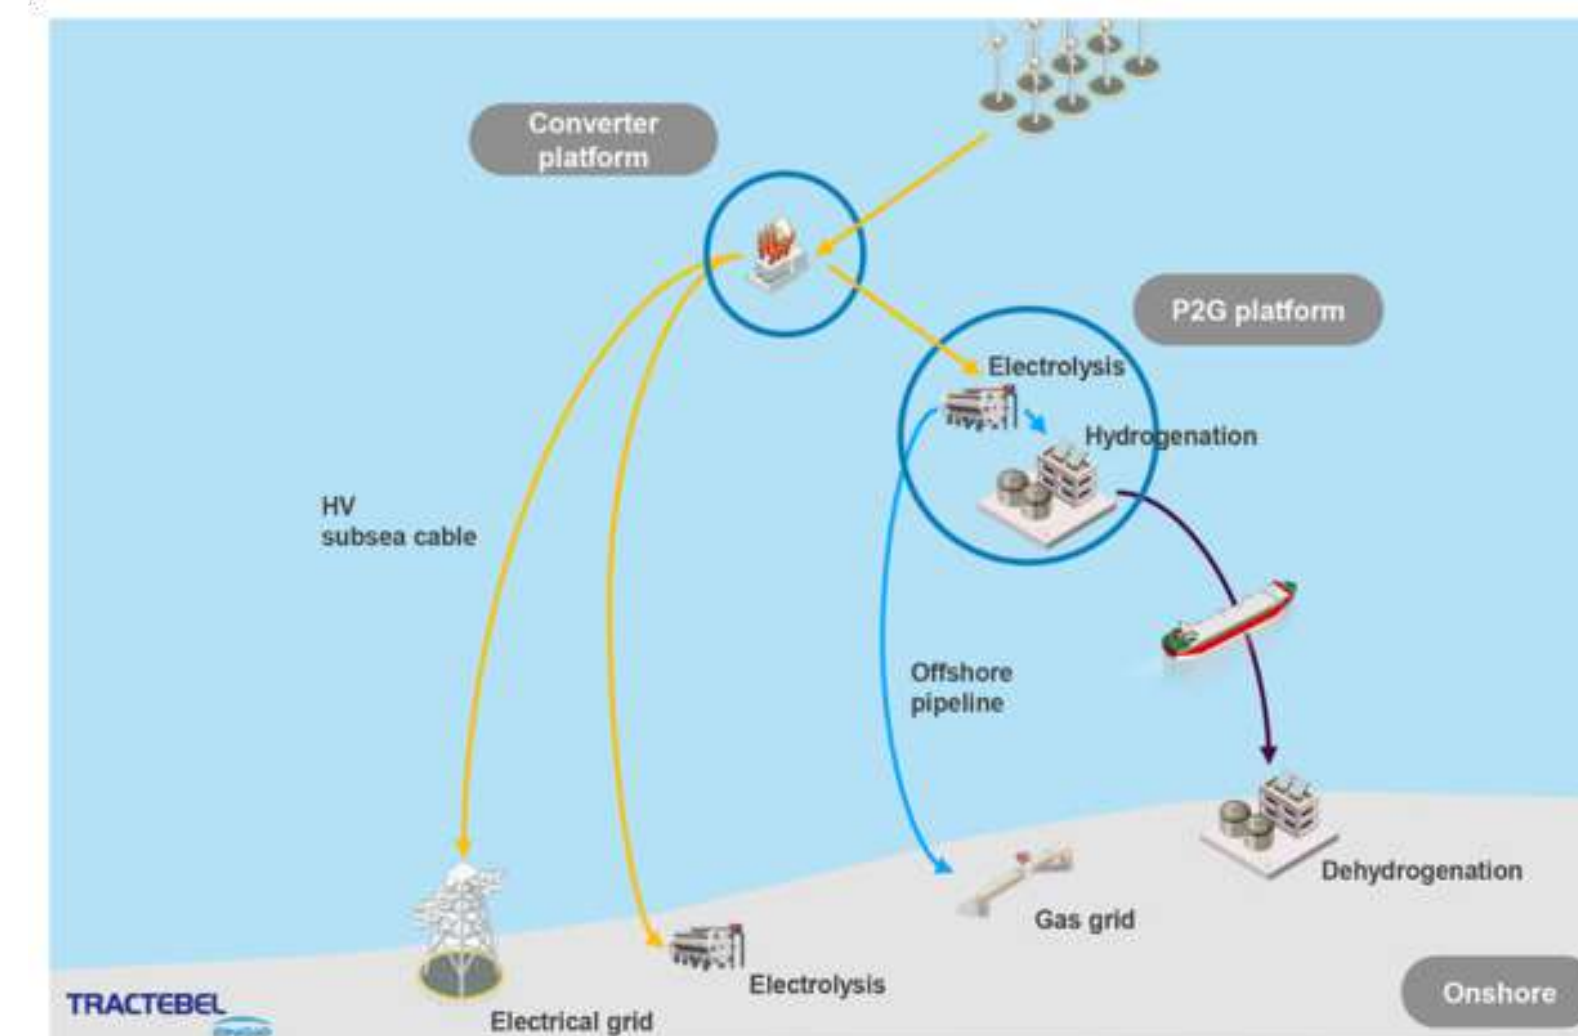 Converter
platform
P2G platform
Electrolysis
Hydrogenation
HV
subsea cable
Offshore
pipeline
Dehydrogenation
Gas grid
Electrolysis
Onshore
TRACTEBEL
Electrical grid